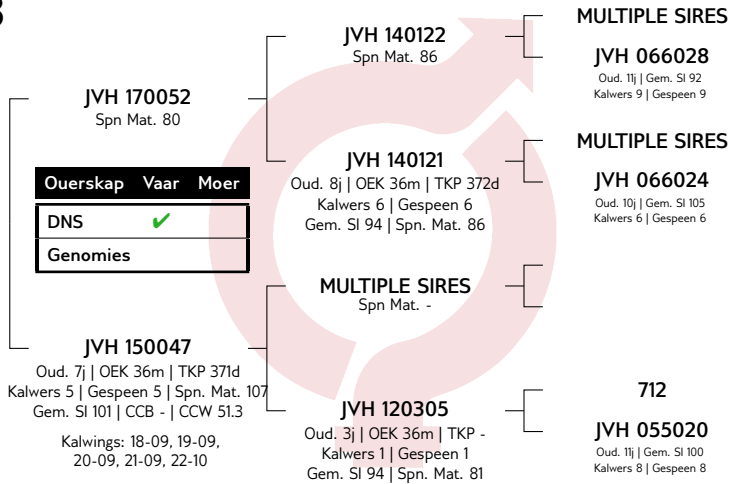 JVH 170052
Spn Mat. 80
Ouerskap Vaar Moer
DNS ✔
Genomies
JVH 150047
Oud. 7j | OEK 36m | TKP 371d
Kalwers 5 | Gespeen 5 | Spn. Mat. 107
Gem. SI 101 | CCB - | CCW 51.3
Kalwings: 18-09, 19-09,
20-09, 21-09, 22-10
JVH 140122
Spn Mat. 86
JVH 140121
Oud. 8j | OEK 36m | TKP 372d
Kalwers 6 | Gespeen 6
Gem. SI 94 | Spn. Mat. 86
MULTIPLE SIRES
Spn Mat. -
JVH 120305
Oud. 3j | OEK 36m | TKP -
Kalwers 1 | Gespeen 1
Gem. SI 94 | Spn. Mat. 81
MULTIPLE SIRES
JVH 066028
Oud. 11j | Gem. SI 92
Kalwers 9 | Gespeen 9
MULTIPLE SIRES
JVH 066024
Oud. 10j | Gem. SI 105
Kalwers 6 | Gespeen 6
712
JVH 055020
Oud. 11j | Gem. SI 100
Kalwers 8 | Gespeen 8